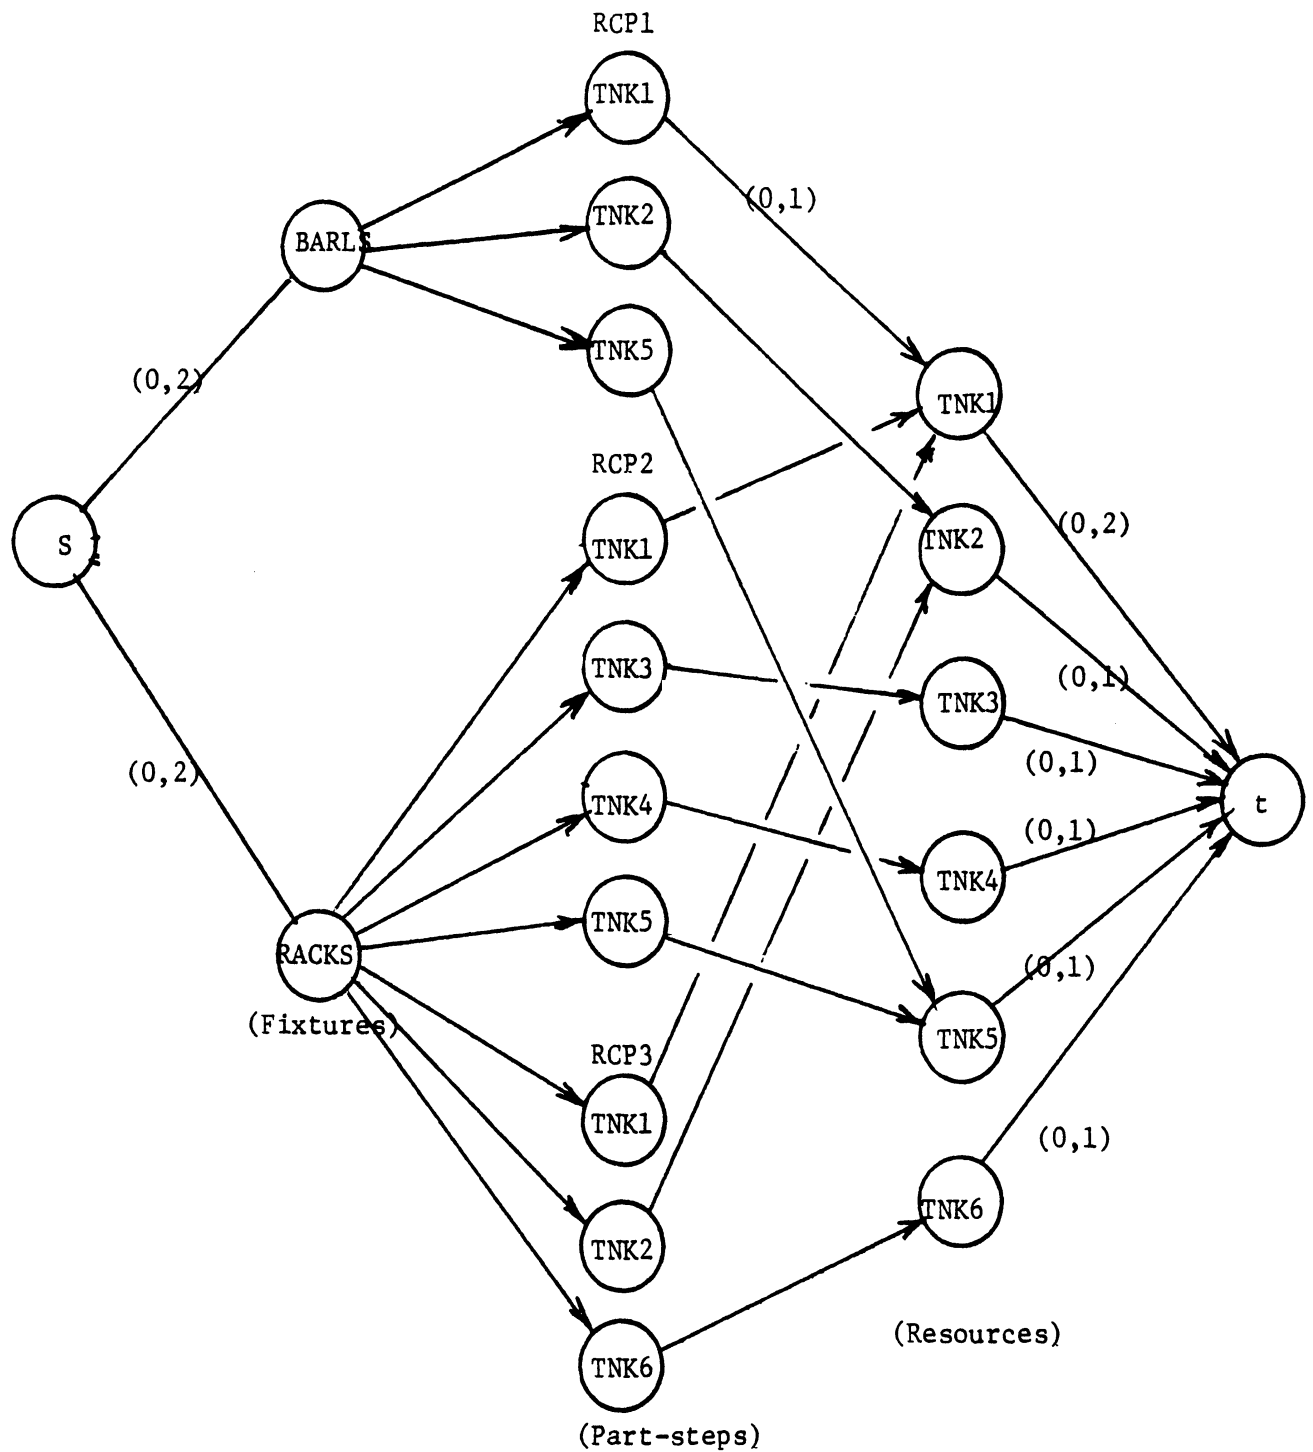 RCP1
TNK1
(0,1)
TNK2
BARLS
TNK5
(0,2)
TNK1
RCP2
S
TNK1
TNK2
(0,2)
TNK3
(0,1)
TNK3
(0,1)
(0,2)
TNK4
t
(0,1)
TNK4
TNK5
RACKS
(0,1)
(Fixtures)
TNK5
RCP3
TNK1
(0,1)
TNK2
TNK6
(Resources)
TNK6
(Part-steps)